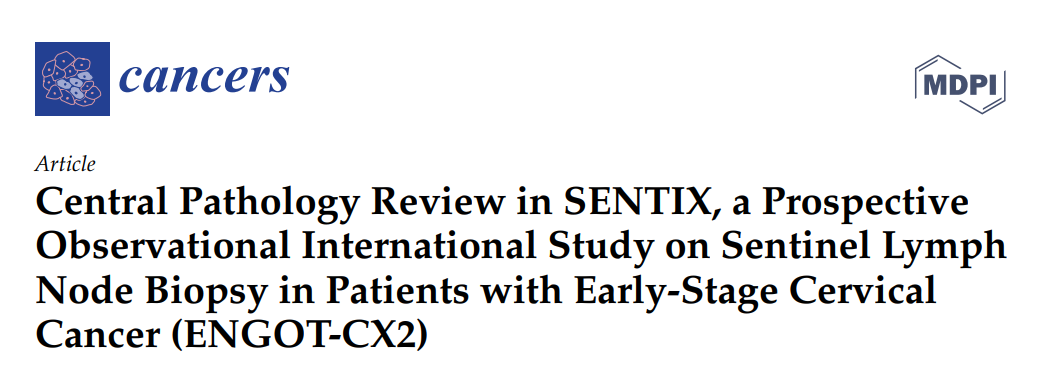 cancers
MDPI
Article
Central Pathology Review in SENTIX, a Prospective
Observational International Study on Sentinel Lymph
Node Biopsy in Patients with Early-Stage Cervical
Cancer (ENGOT-CX2)